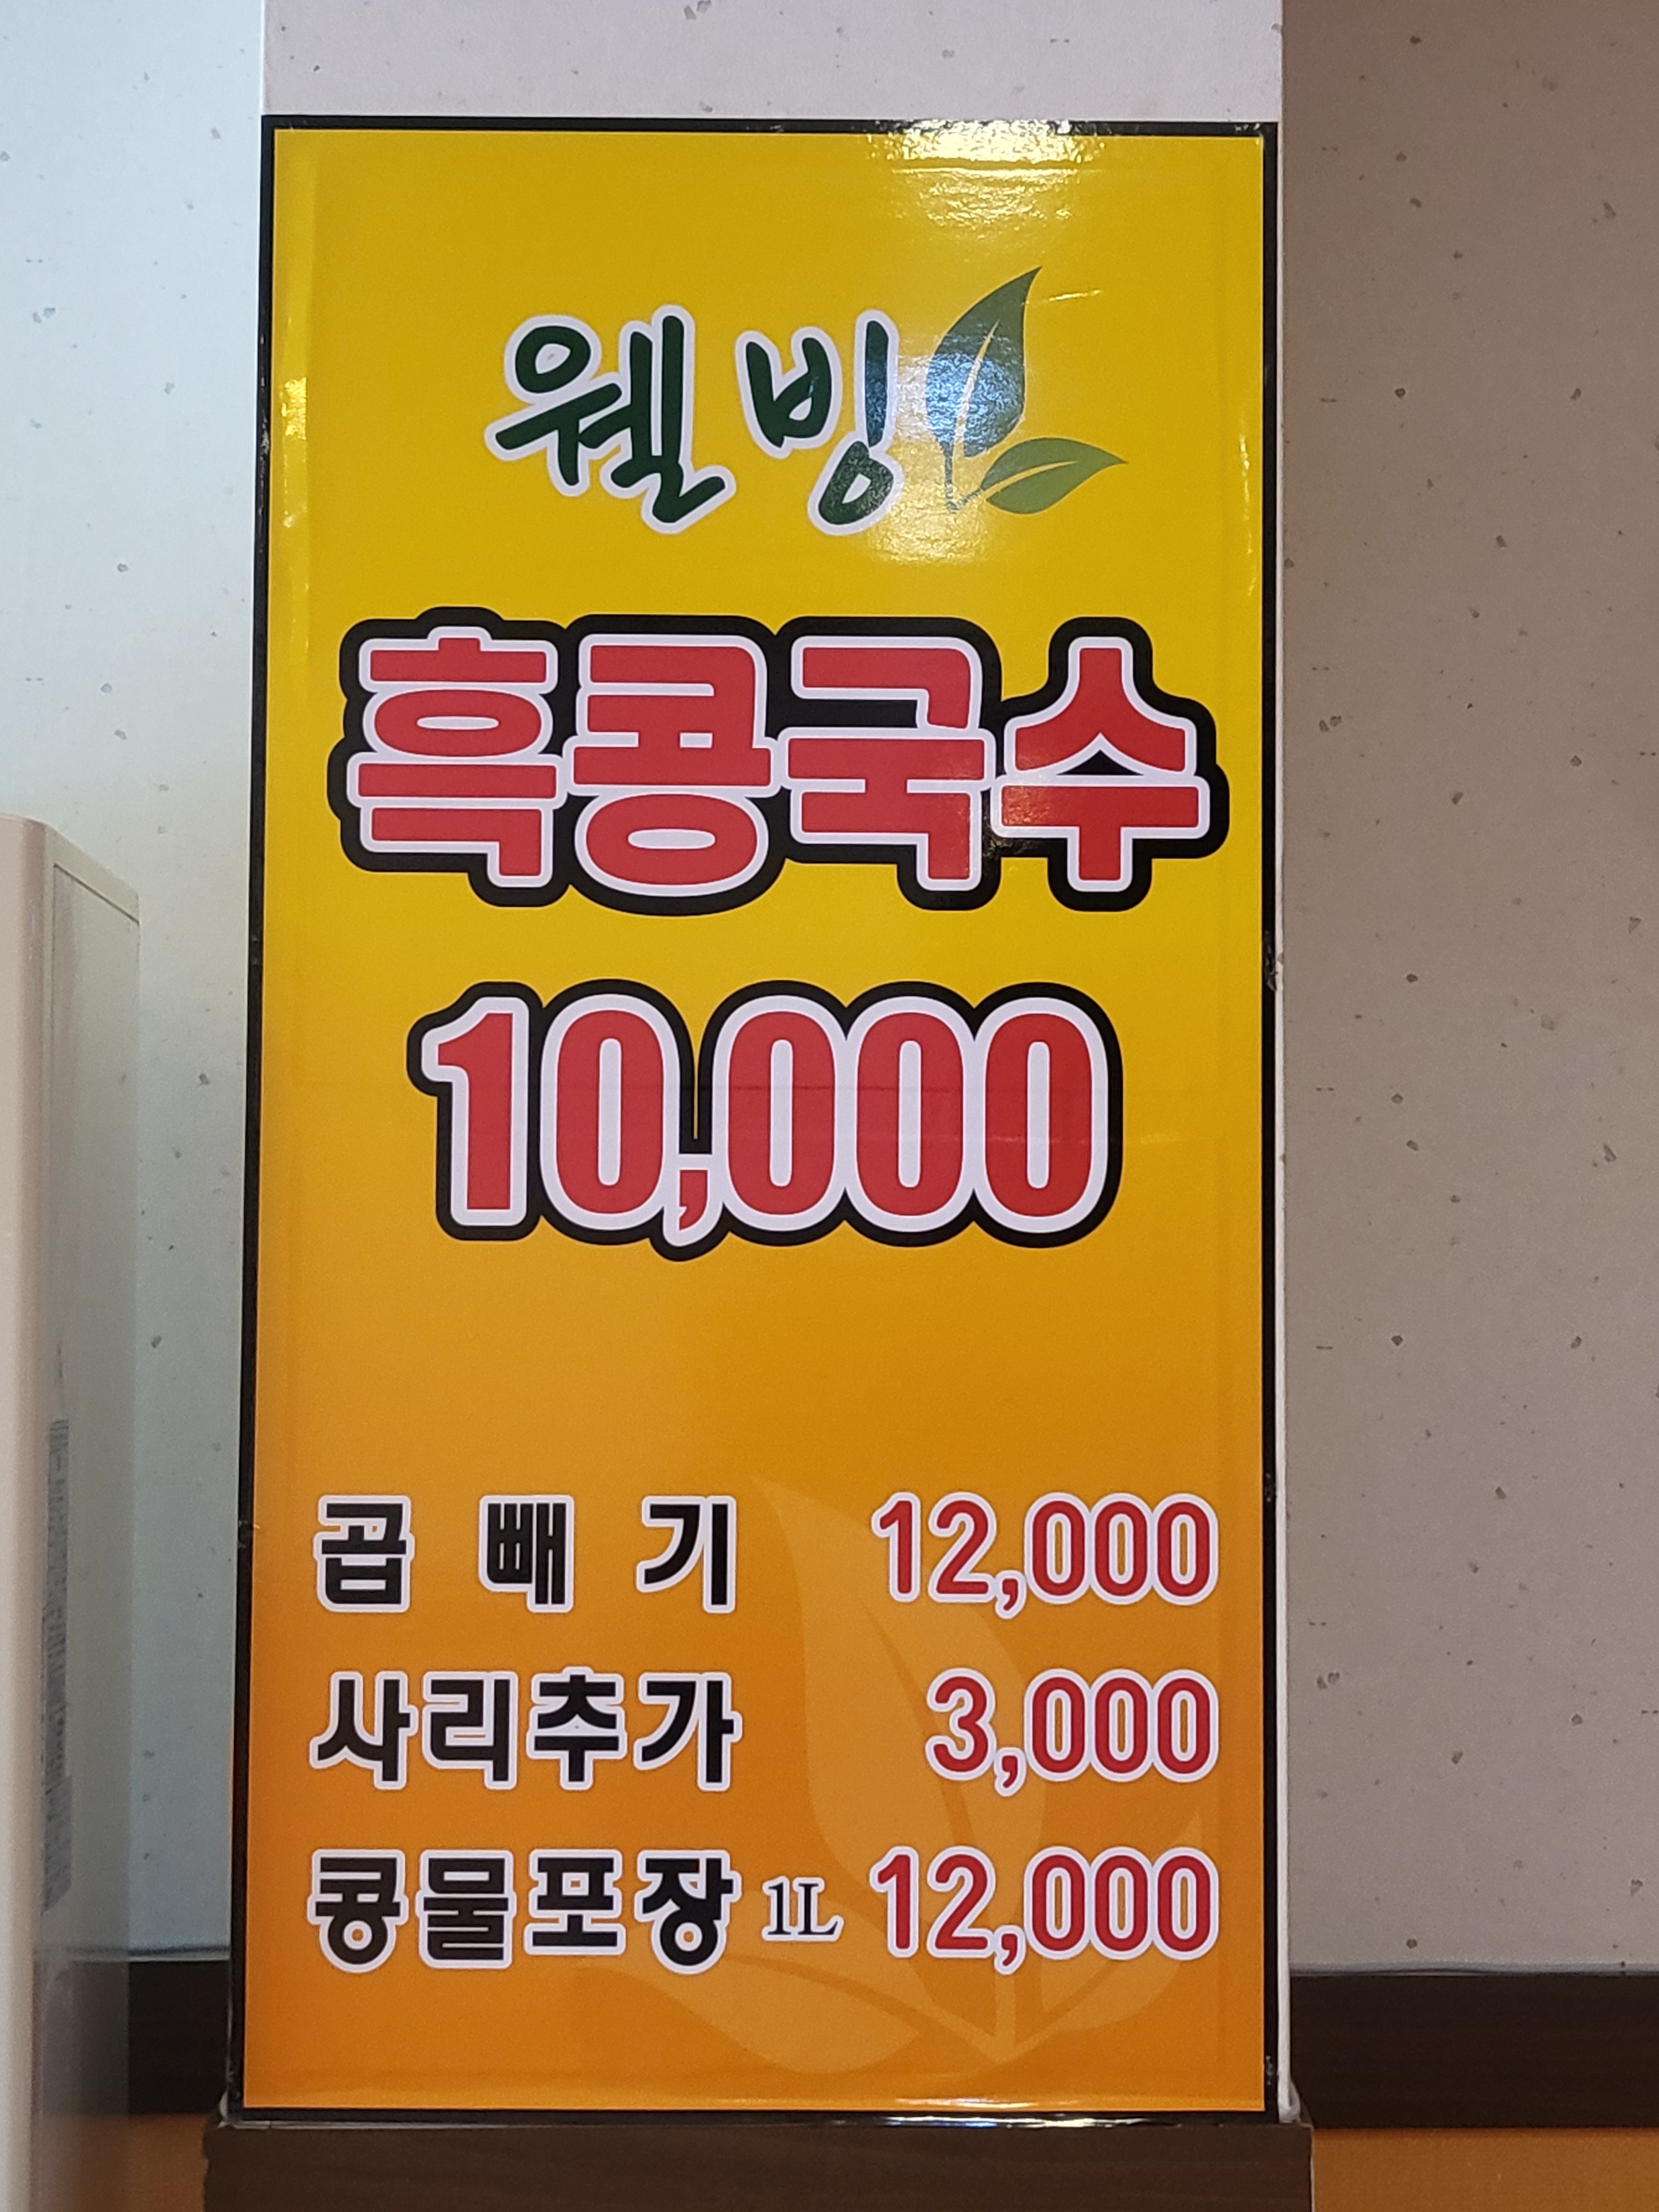 웰빙
흑콩국수
10,000
곱 빼 기 12,000
사리추가 3,000
콩물포장 1L 12,000